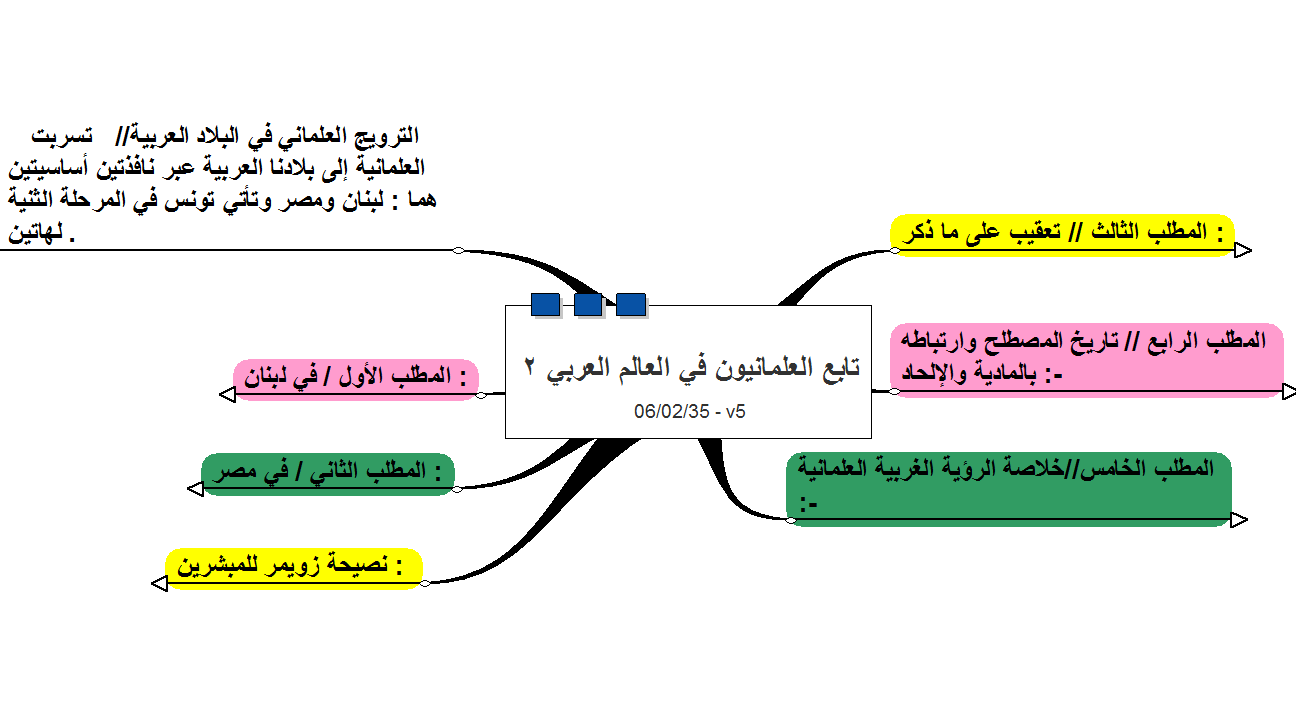 الترويج العلماني في البلاد العربية// تسربت
العلمانية إلى بلادنا العربية عبر نافذتين أساسيتين
هما : لبنان ومصر وتأتي تونس في المرحلة الثنية
لهاتين .
المطلب الثالث // تعقيب على ما ذكر :
المطلب الرابع // تاريخ المصطلح وارتباطه
بالمادية والإلحاد :-
تابع العلمانيون في العالم العربي ٢
06/02/35 - v5
المطلب الأول / في لبنان :
المطلب الثاني / في مصر :
المطلب الخامس//خلاصة الرؤية الغربية العلمانية
:-
نصيحة زويمر للمبشرين :